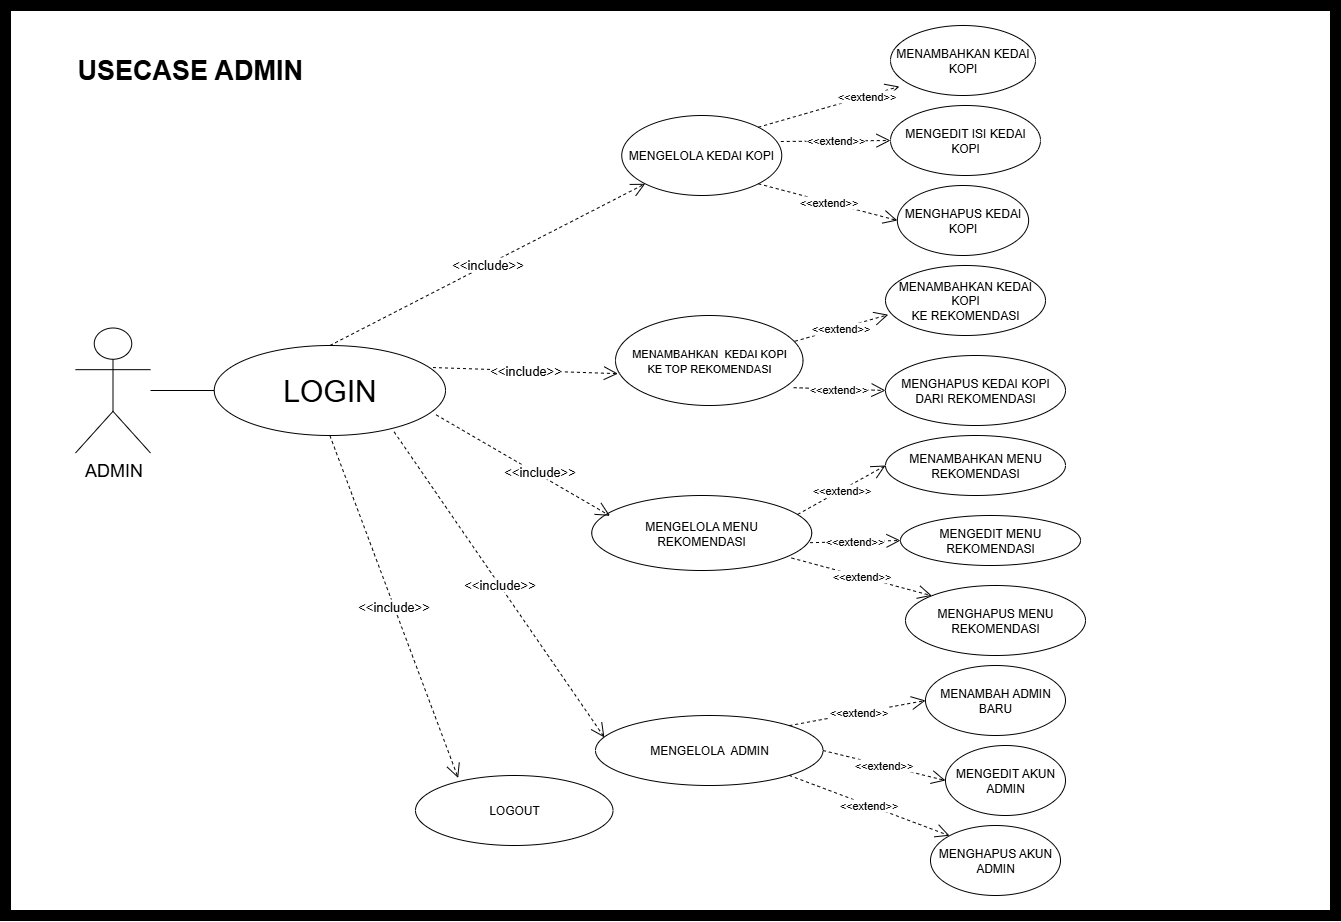 USECASE ADMIN
MENAMBAHKAN KEDAI
KOPI
<<extend>>
MENGELOLA KEDAI KOPI
<<extend>>
MENGEDIT ISI KEDAI
KOPI
<<extend>>
MENGHAPUS KEDAI
KOPI
<<include>>
MENAMBAHKAN KEDAI
KOPI
KE REKOMENDASI
<<extend>>
MENAMBAHKAN KEDAI KOPI
KE TOP REKOMENDASI
<<include>>
<<extend>>
MENGHAPUS KEDAI KOPI
DARI REKOMENDASI
LOGIN
ADMIN
<<include>>
MENAMBAHKAN MENU
REKOMENDASI
<<extend>>
MENGELOLA MENU
REKOMENDASI
<<extend>>
MENGEDIT MENU
REKOMENDASI
<<extend>>
MENGHAPUS MENU
REKOMENDASI
<<include>>
<<include>>
MENAMBAH ADMIN
BARU
<<extend>>
MENGELOLA ADMIN
<<extend>>
MENGEDIT AKUN
ADMIN
<<extend>>
LOGOUT
MENGHAPUS AKUN
ADMIN